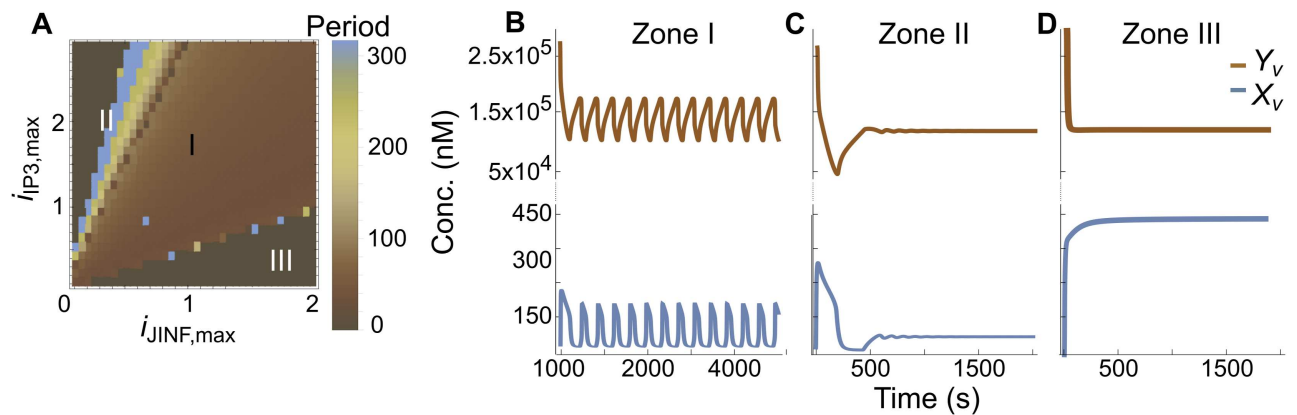 A
Period
300
200
100
0
II
I
III
i_IP3,max
2
1
0
1
2
i_JINF,max
B
Zone I
C
Zone II
D
Zone III
Y_v
X_v
Conc. (nM)
2.5x10^5
1.5x10^5
5x10^4
450
300
150
1000
2000
4000
500
1500
500
1500
Time (s)